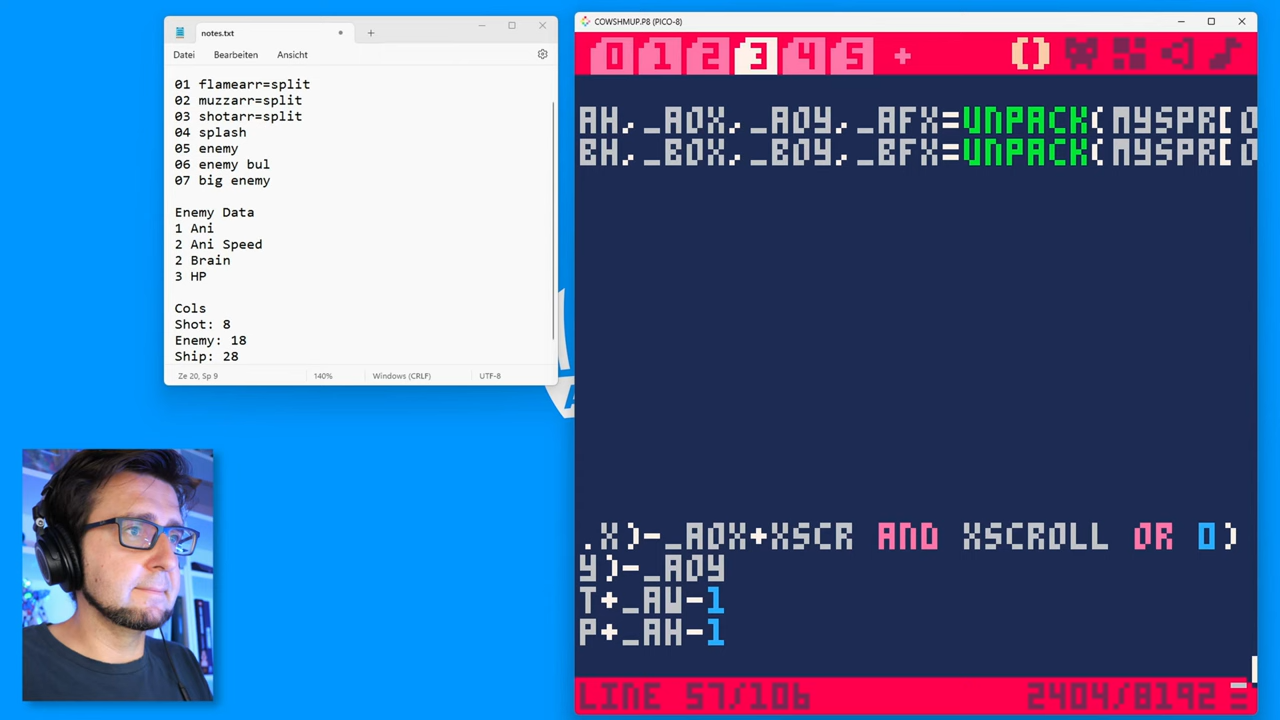 notes.txt
Datei Bearbeiten Ansicht
01 flamearr=split
02 muzzarr=split
03 shotarr=split
04 splash
05 enemy
06 enemy bul
07 big enemy
Enemy Data
1 Ani
2 Ani Speed
2 Brain
3 HP
Cols
Shot: 8
Enemy: 18
Ship: 28
Ze 20, Sp 9 140% Windows (CRLF) UTF-8
COWSHMUP.P8 (PICO-8)
0 1 2 3 4 5 +
AH,_AOX,_AOY,_AFX=UNPACK(MYSPR[O
BH,_BOX,_BOY,_BFX=UNPACK(MYSPR[O
.X)-_AOX+XSCR AND XSCROLL OR 0)
Y)-_AOY
T+_AW-1
P+_AH-1
LINE 57/106 2404/8192